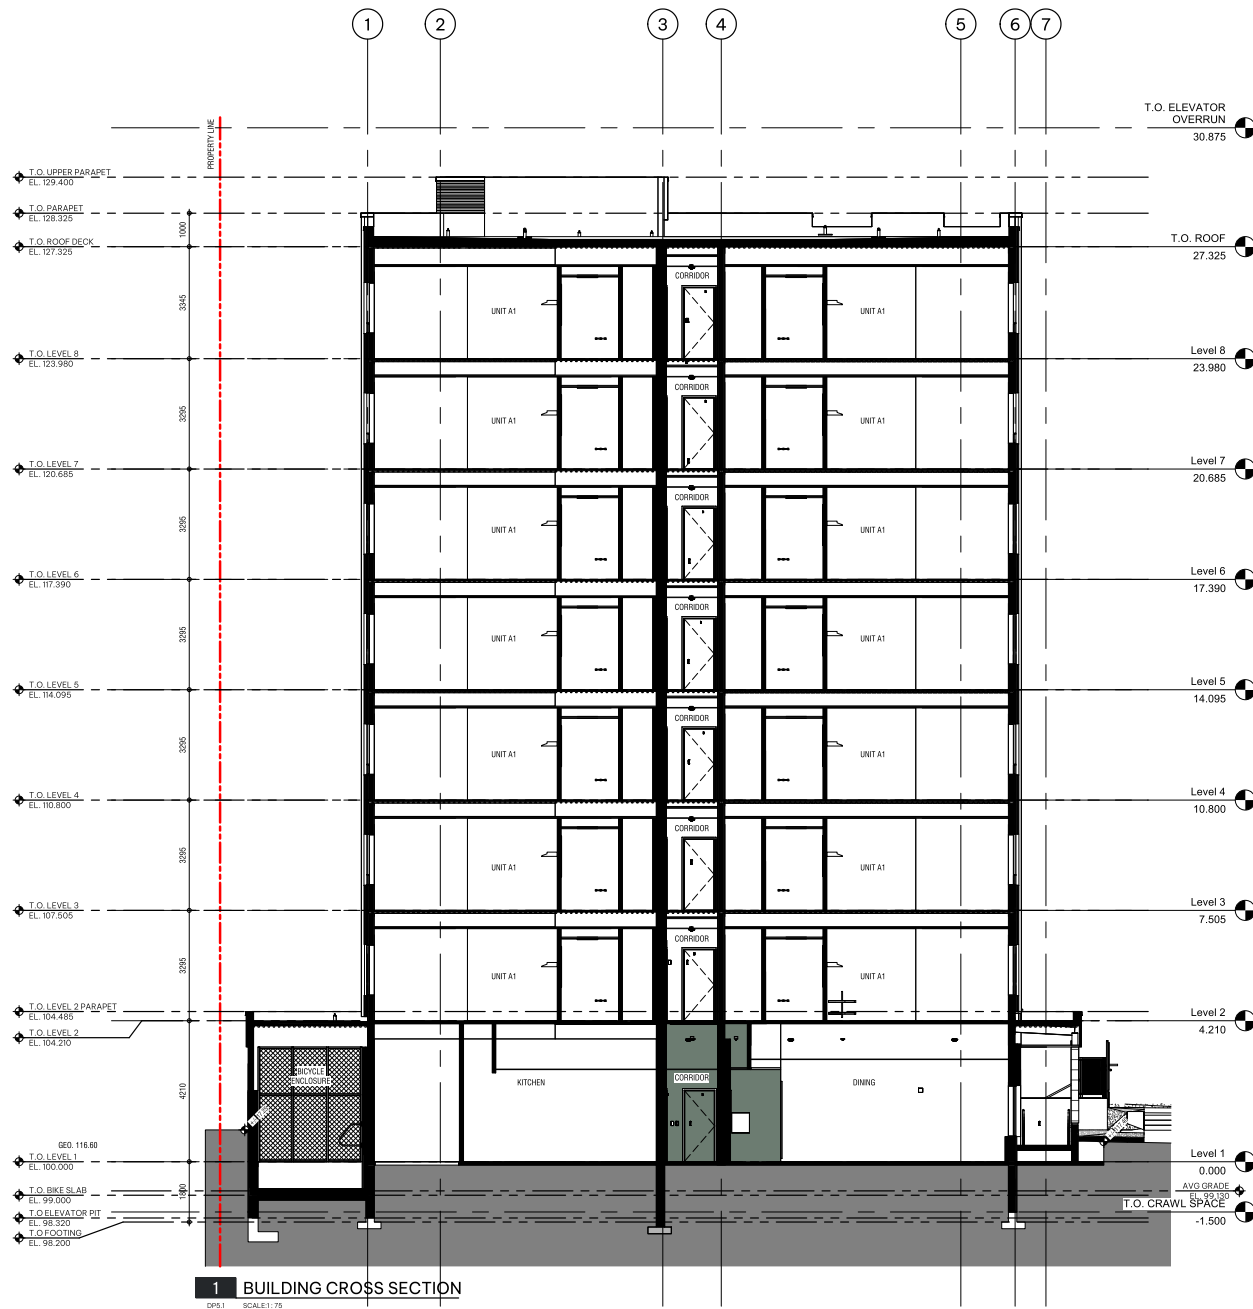 1 2 3 4 5 6 7
T.O. ELEVATOR
OVERRUN
30.875
PROPERTY LINE
T.O. UPPER PARAPET
EL. 129.400
T.O. PARAPET
EL. 128.325
1000
T.O. ROOF DECK
EL. 127.325
T.O. ROOF
27.325
CORRIDOR
3345
UNIT A1 UNIT A1
T.O. LEVEL 8
EL. 123.980
Level 8
23.980
CORRIDOR
3295
UNIT A1 UNIT A1
T.O. LEVEL 7
EL. 120.685
Level 7
20.685
CORRIDOR
3295
UNIT A1 UNIT A1
T.O. LEVEL 6
EL. 117.390
Level 6
17.390
CORRIDOR
3295
UNIT A1 UNIT A1
T.O. LEVEL 5
EL. 114.095
Level 5
14.095
CORRIDOR
3295
UNIT A1 UNIT A1
T.O. LEVEL 4
EL. 110.800
Level 4
10.800
CORRIDOR
3295
UNIT A1 UNIT A1
T.O. LEVEL 3
EL. 107.505
Level 3
7.505
CORRIDOR
3295
UNIT A1 UNIT A1
T.O. LEVEL 2 PARAPET
EL. 104.485
T.O. LEVEL 2
EL. 104.210
Level 2
4.210
BICYCLE
ENCLOSURE
KITCHEN
CORRIDOR
DINING
4210
GEO. 116.60
T.O. LEVEL 1
EL. 100.000
Level 1
0.000
1800
T.O. BIKE SLAB
EL. 99.000
AVG GRADE
EL. 99.130
T.O ELEVATOR PIT
EL. 98.320
T.O. CRAWL SPACE
-1.500
T.O FOOTING
EL. 98.200
1 BUILDING CROSS SECTION
DP5.1 SCALE:1 : 75